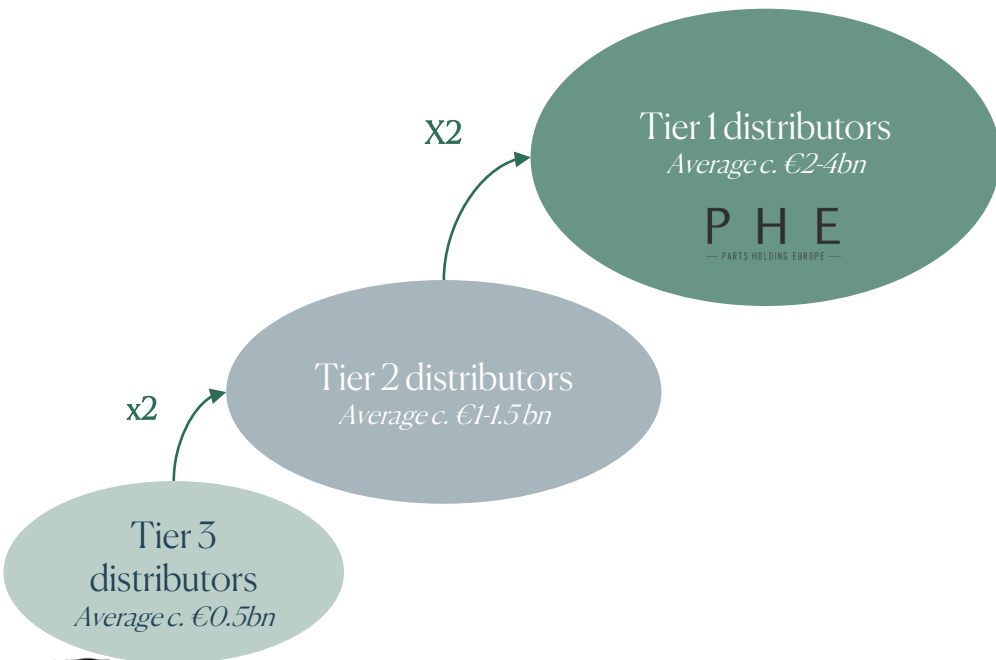 X2
Tier 1 distributors
Average c. €2-4bn
P H E
— PARTS HOLDING EUROPE —
x2
Tier 2 distributors
Average c. €1-1.5 bn
Tier 3
distributors
Average c. €0.5bn